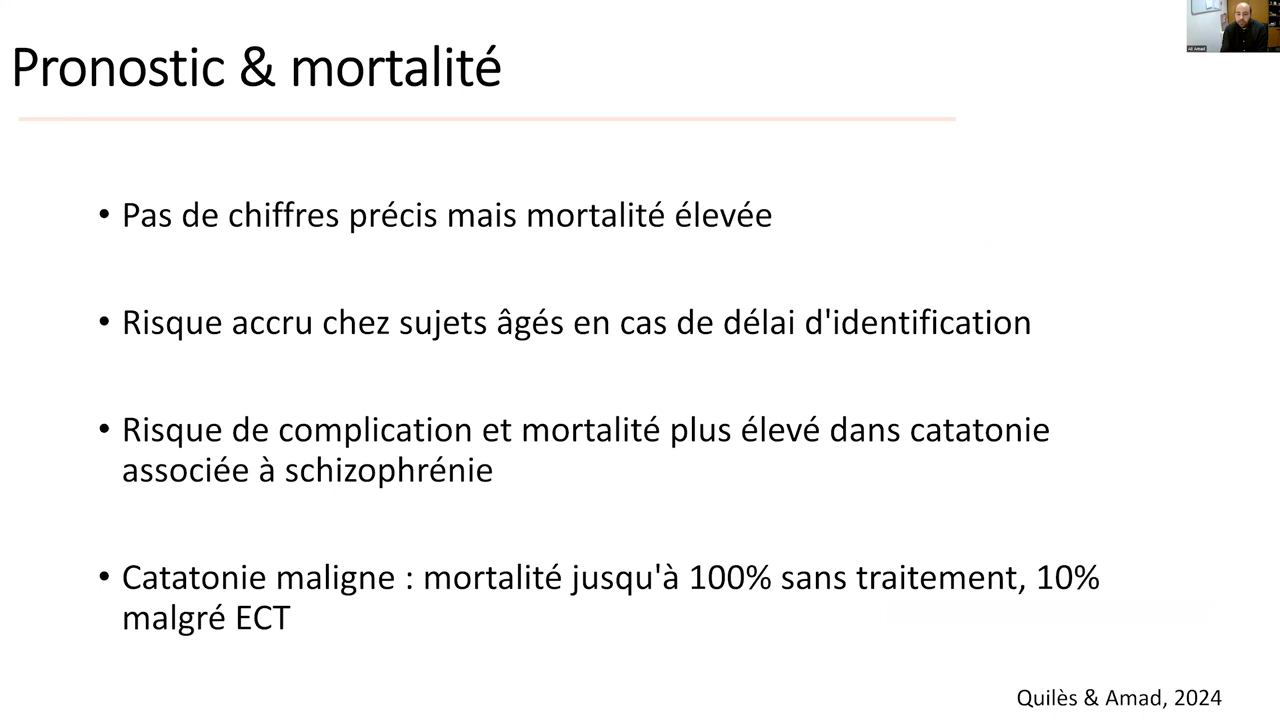 Pronostic & mortalité
• Pas de chiffres précis mais mortalité élevée
• Risque accru chez sujets âgés en cas de délai d'identification
• Risque de complication et mortalité plus élevé dans catatonie
associée à schizophrénie
• Catatonie maligne : mortalité jusqu'à 100% sans traitement, 10%
malgré ECT
Quilès & Amad, 2024
Ali Amad